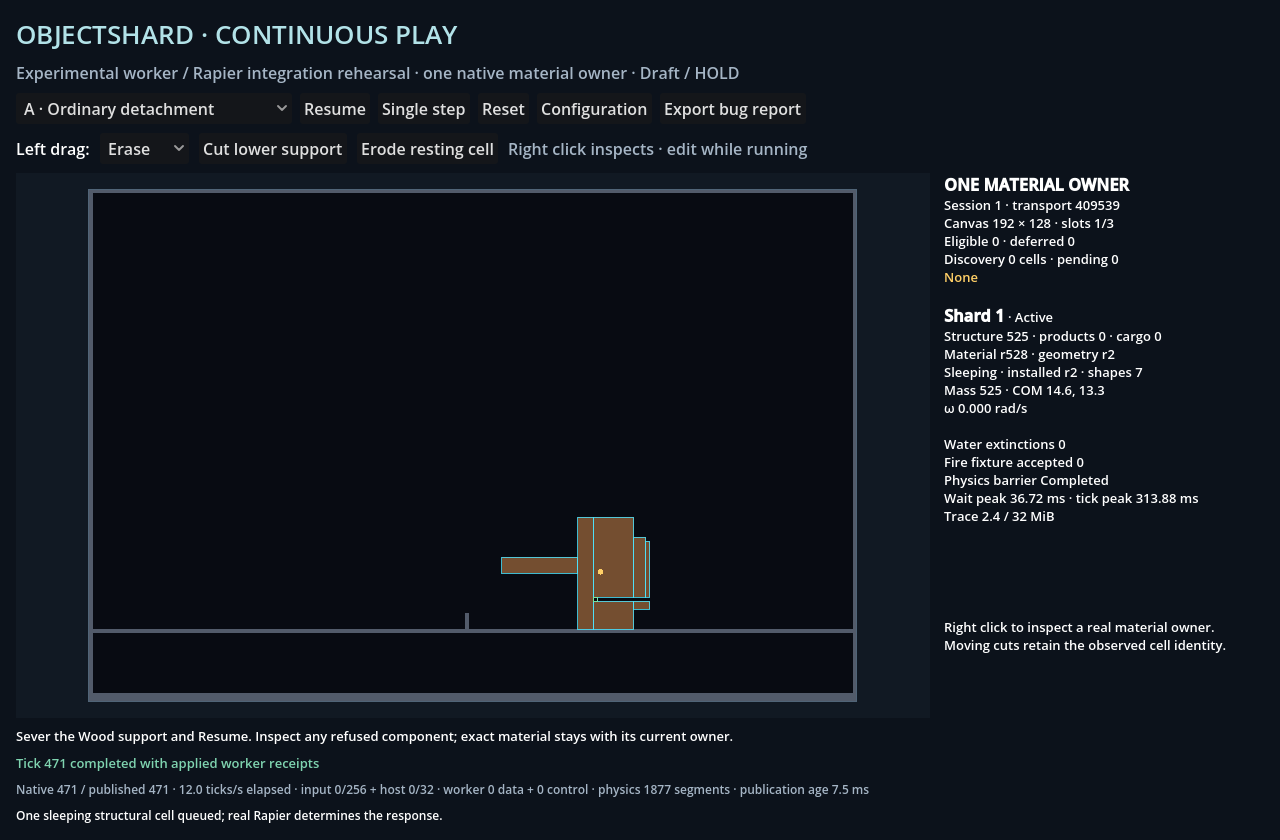 OBJECTSHARD · CONTINUOUS PLAY
Experimental worker / Rapier integration rehearsal · one native material owner · Draft / HOLD
A · Ordinary detachment Resume Single step Reset Configuration Export bug report
Left drag: Erase Cut lower support Erode resting cell Right click inspects · edit while running
ONE MATERIAL OWNER
Session 1 · transport 409539
Canvas 192 × 128 · slots 1/3
Eligible 0 · deferred 0
Discovery 0 cells · pending 0
None
Shard 1 · Active
Structure 525 · products 0 · cargo 0
Material r528 · geometry r2
Sleeping · installed r2 · shapes 7
Mass 525 · COM 14.6, 13.3
ω 0.000 rad/s
Water extinctions 0
Fire fixture accepted 0
Physics barrier Completed
Wait peak 36.72 ms · tick peak 313.88 ms
Trace 2.4 / 32 MiB
Right click to inspect a real material owner.
Moving cuts retain the observed cell identity.
Sever the Wood support and Resume. Inspect any refused component; exact material stays with its current owner.
Tick 471 completed with applied worker receipts
Native 471 / published 471 · 12.0 ticks/s elapsed · input 0/256 + host 0/32 · worker 0 data + 0 control · physics 1877 segments · publication age 7.5 ms
One sleeping structural cell queued; real Rapier determines the response.